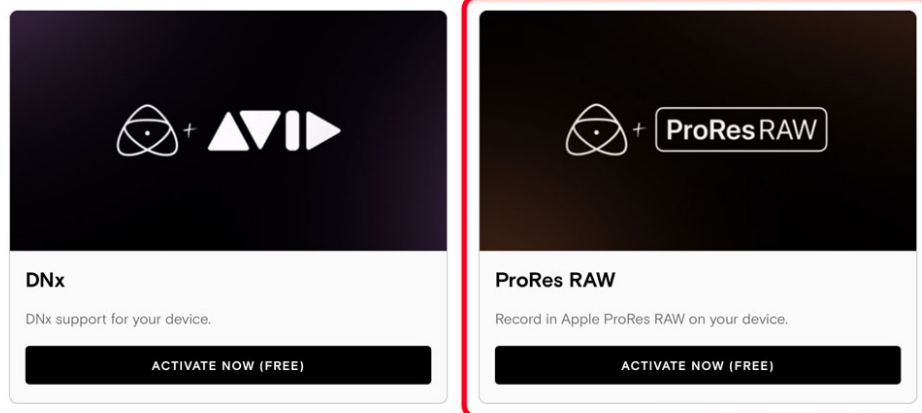 AVID
ProRes RAW
DNx
DNx support for your device.
ACTIVATE NOW (FREE)
ProRes RAW
Record in Apple ProRes RAW on your device.
ACTIVATE NOW (FREE)